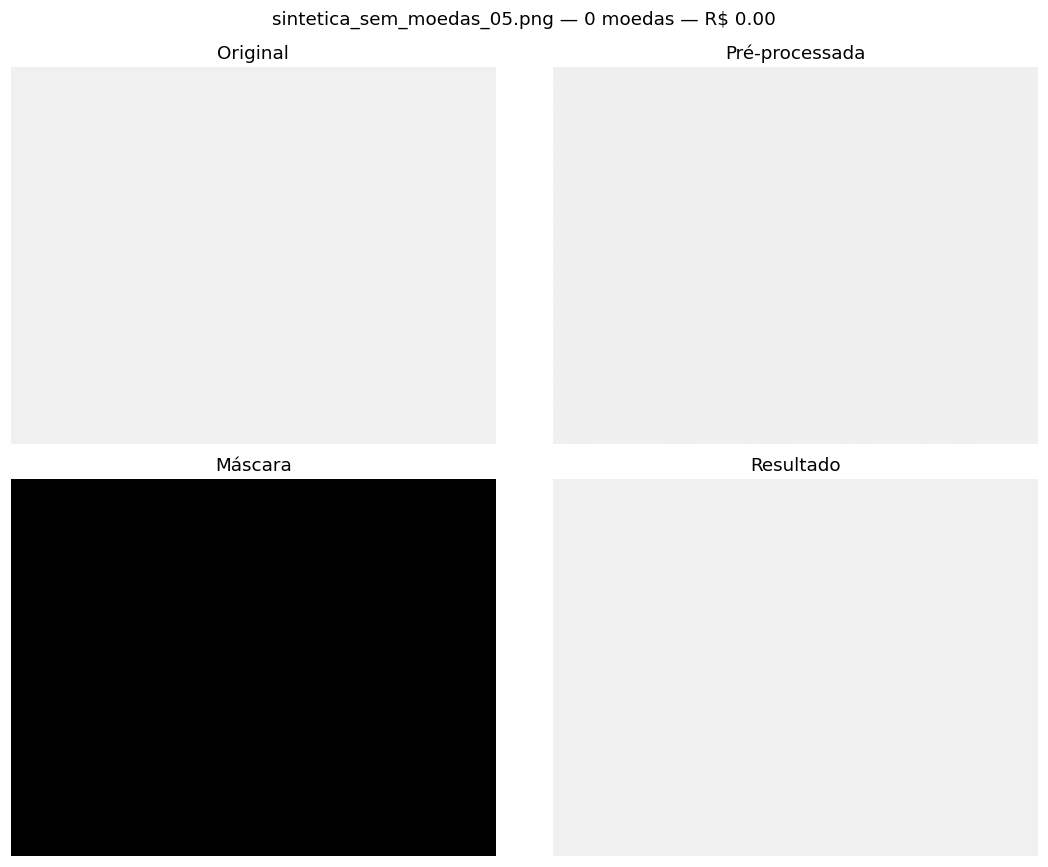 sintetica_sem_moedas_05.png — 0 moedas — R$ 0.00
Original
Pré-processada
Máscara
Resultado